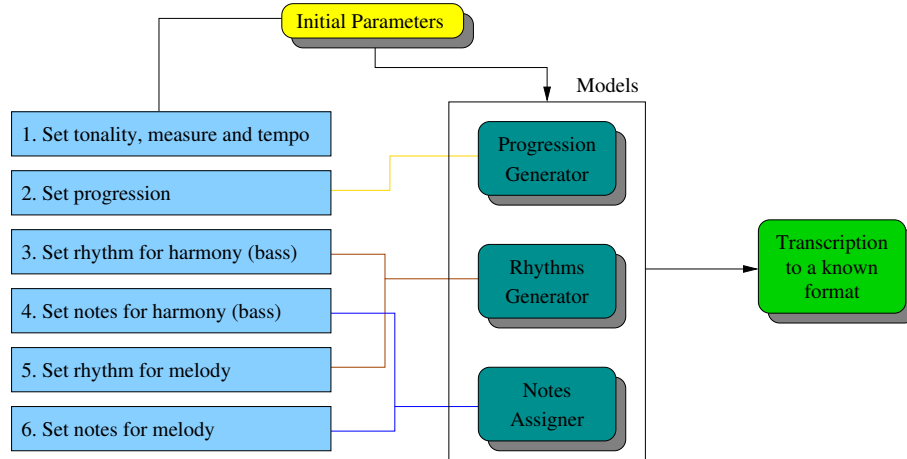 Initial Parameters
Models
1. Set tonality, measure and tempo
2. Set progression
3. Set rhythm for harmony (bass)
4. Set notes for harmony (bass)
5. Set rhythm for melody
6. Set notes for melody
Progression
Generator
Rhythms
Generator
Notes
Assigner
Transcription
to a known
format